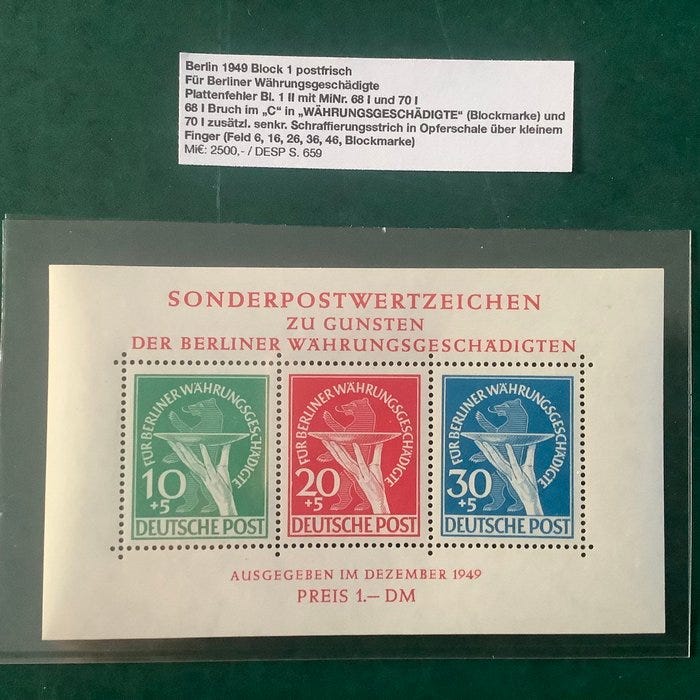 Berlin 1949 Block 1 postfrisch
Für Berliner Währungsgeschädigte
Plattenfehler Bl. 1 II mit MiNr. 68 I und 70 I
68 I Bruch im „C“ in „WÄHRUNGSGESCHÄDIGTE“ (Blockmarke) und
70 I zusätzl. senkr. Schraffierungsstrich in Opferschale über kleinem
Finger (Feld 6, 16, 26, 36, 46, Blockmarke)
Mi€: 2500,- / DESP S. 659
SONDERPOSTWERTZEICHEN
ZU GUNSTEN
DER BERLINER WÄHRUNGSGESCHÄDIGTEN
FÜR BERLINER WÄHRUNGSGESCHÄDIGTE
10
+5
DEUTSCHE POST
FÜR BERLINER WÄHRUNGSGESCHÄDIGTE
20
+5
DEUTSCHE POST
FÜR BERLINER WÄHRUNGSGESCHÄDIGTE
30
+5
DEUTSCHE POST
AUSGEGEBEN IM DEZEMBER 1949
PREIS 1.— DM